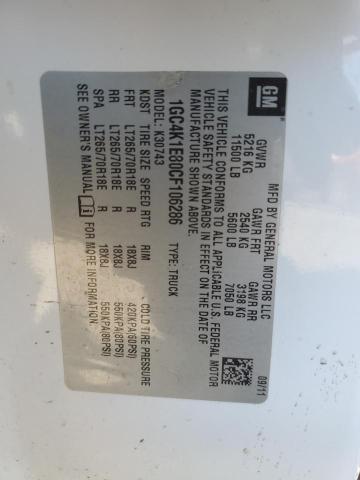 GM
MFD BY GENERAL MOTORS LLC
09/11
GVWR GAWR FRT GAWR RR
5216 KG 2540 KG 3198 KG
11500 LB 5600 LB 7050 LB
THIS VEHICLE CONFORMS TO ALL APPLICABLE U.S. FEDERAL MOTOR
VEHICLE SAFETY STANDARDS IN EFFECT ON THE DATE OF
MANUFACTURE SHOWN ABOVE.
1GC4K1E80CF106286 TYPE: TRUCK
MODEL: K30743
KDST TIRE SIZE SPEED RTG RIM COLD TIRE PRESSURE
FRT LT265/70R18E R 18X8J 420KPA(60PSI)
RR LT265/70R18E R 18X8J 550KPA(80PSI)
SPA LT265/70R18E R 18X8J 550KPA(80PSI)
SEE OWNER'S MANUAL